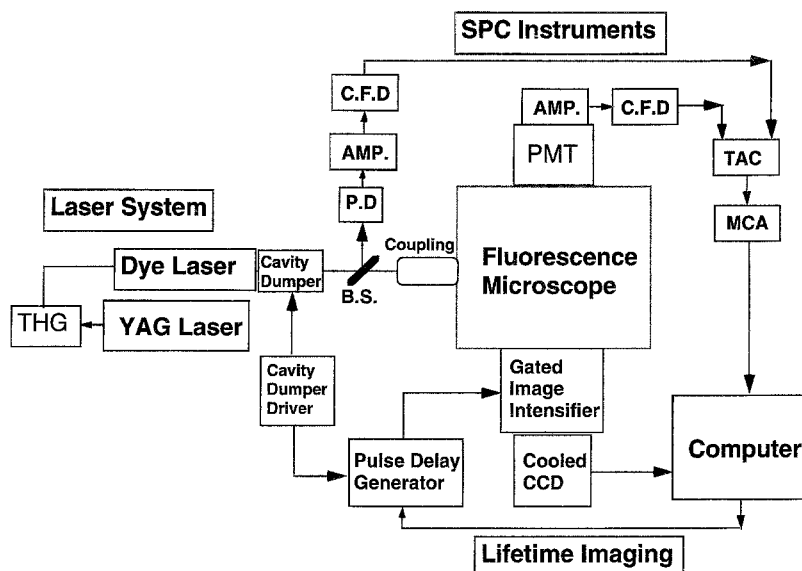 SPC Instruments
C.F.D
AMP.
C.F.D
AMP.
PMT
TAC
P.D
Laser System
MCA
Coupling
Fluorescence
Microscope
Dye Laser
Cavity
Dumper
B.S.
THG
YAG Laser
Cavity
Dumper
Driver
Gated
Image
Intensifier
Pulse Delay
Generator
Cooled
CCD
Computer
Lifetime Imaging